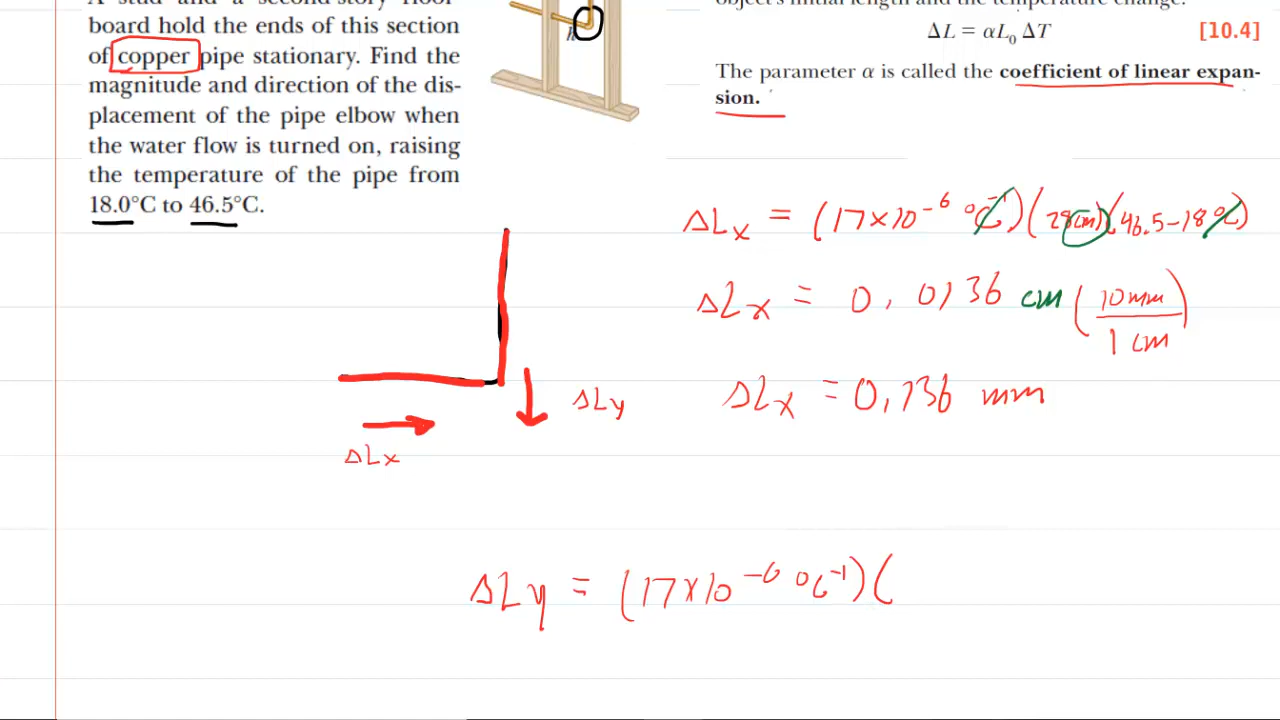 A stud and a second-story floor-
board hold the ends of this section
of copper pipe stationary. Find the
magnitude and direction of the dis-
placement of the pipe elbow when
the water flow is turned on, raising
the temperature of the pipe from
18.0°C to 46.5°C.
h
object's initial length and the temperature change:
ΔL = αL₀ ΔT [10.4]
The parameter α is called the coefficient of linear expan-
sion.
ΔLx = (17×10⁻⁶ °C⁻¹)(28cm)(46.5-18°C)
ΔLx = 0,0136 cm (10mm/1cm)
ΔLx = 0,136 mm
ΔLy
ΔLx
ΔLy = (17×10⁻⁶ °C⁻¹)(